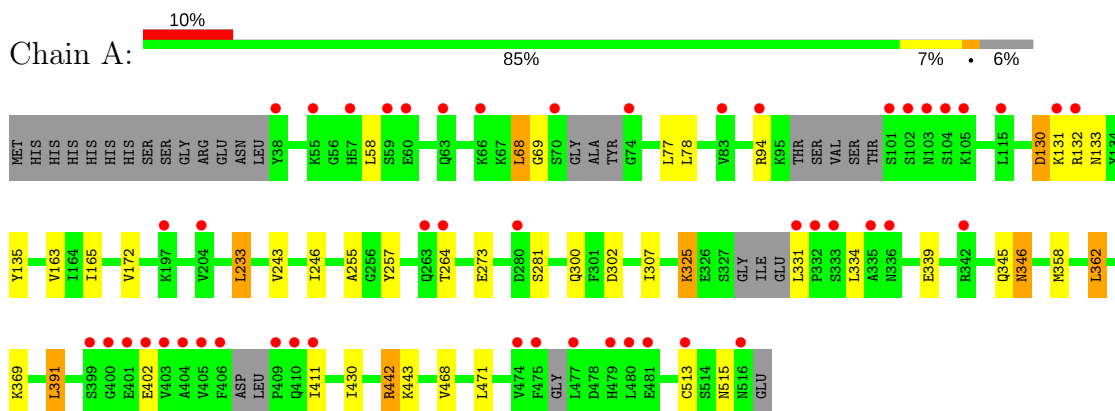 10%
Chain A:
85% 7% • 6%
MET HIS HIS HIS HIS HIS HIS SER SER GLY ARG GLU ASN LEU Y38 K55 G56 H57 L58 S59 E60 Q63 K66 K67 L68 G69 S70 GLY ALA TYR G74 L77 L78 V83 R94 K95 THR SER VAL SER THR S101 S102 N103 S104 K105 L115 D130 K131 R132 N133 Y134
Y135 V163 I164 I165 V172 K197 V204 L233 V243 I246 A255 G256 Y257 Q263 T264 E273 D280 S281 Q300 F301 D302 I307 K325 E326 S327 GLY ILE GLU L331 P332 S333 L334 A335 N336 E339 R342 Q345 N346 M358 L362
K369 L391 S399 G400 E401 E402 V403 A404 V405 F406 ASP LEU P409 Q410 I411 I430 R442 K443 V468 L471 V474 F475 GLY L477 D478 H479 L480 E481 C513 S514 N515 N516 GLU